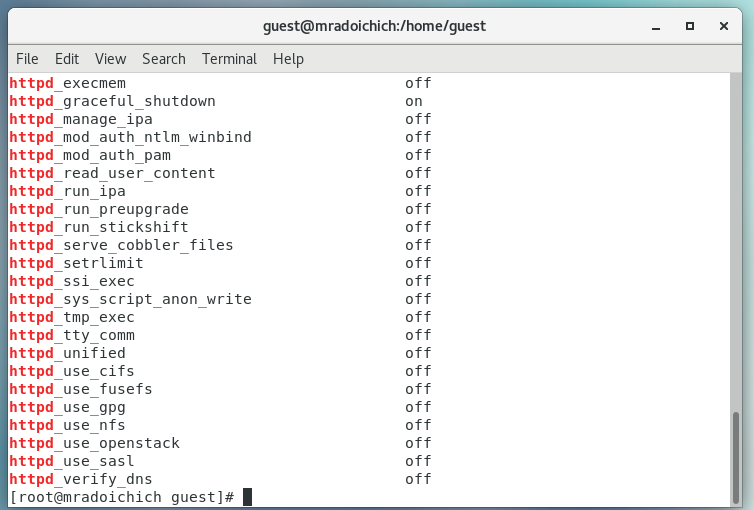 guest@mradoichich:/home/guest
File Edit View Search Terminal Help
httpd_execmem off
httpd_graceful_shutdown on
httpd_manage_ipa off
httpd_mod_auth_ntlm_winbind off
httpd_mod_auth_pam off
httpd_read_user_content off
httpd_run_ipa off
httpd_run_preupgrade off
httpd_run_stickshift off
httpd_serve_cobbler_files off
httpd_setrlimit off
httpd_ssi_exec off
httpd_sys_script_anon_write off
httpd_tmp_exec off
httpd_tty_comm off
httpd_unified off
httpd_use_cifs off
httpd_use_fusefs off
httpd_use_gpg off
httpd_use_nfs off
httpd_use_openstack off
httpd_use_sasl off
httpd_verify_dns off
[root@mradoichich guest]#